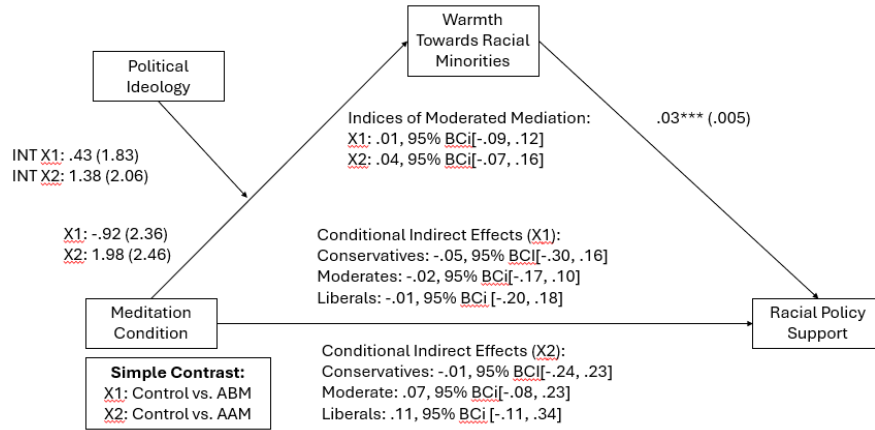 Warmth
Towards Racial
Minorities
Political
Ideology
Indices of Moderated Mediation:
X1: .01, 95% BCi[-.09, .12]
X2: .04, 95% BCi[-.07, .16]
.03*** (.005)
INT X1: .43 (1.83)
INT X2: 1.38 (2.06)
X1: -.92 (2.36)
X2: 1.98 (2.46)
Conditional Indirect Effects (X1):
Conservatives: -.05, 95% BCI[-.30, .16]
Moderates: -.02, 95% BCi[-.17, .10]
Liberals: -.01, 95% BCi [-.20, .18]
Meditation
Condition
Racial Policy
Support
Conditional Indirect Effects (X2):
Conservatives: -.01, 95% BCI[-.24, .23]
Moderate: .07, 95% BCi[-.08, .23]
Liberals: .11, 95% BCi [-.11, .34]
Simple Contrast:
X1: Control vs. ABM
X2: Control vs. AAM